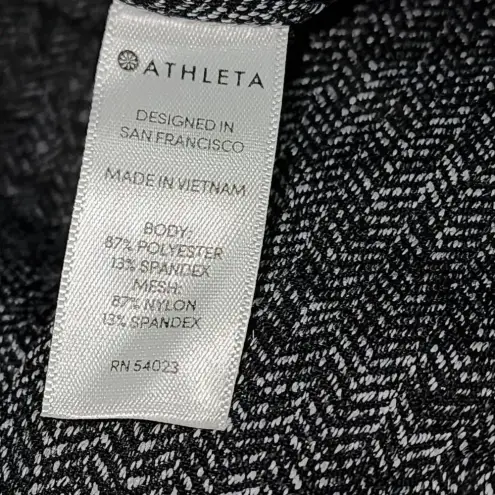 ATHLETA
DESIGNED IN
SAN FRANCISCO
MADE IN VIETNAM
BODY:
87% POLYESTER
13% SPANDEX
MESH:
87% NYLON
13% SPANDEX
RN 54023